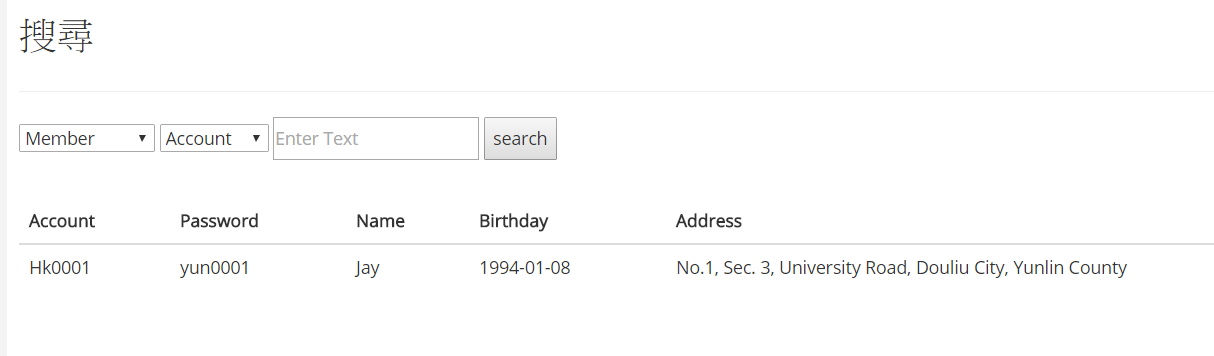 搜尋
Member Account Enter Text search
Account Password Name Birthday Address
Hk0001 yun0001 Jay 1994-01-08 No.1, Sec. 3, University Road, Douliu City, Yunlin County